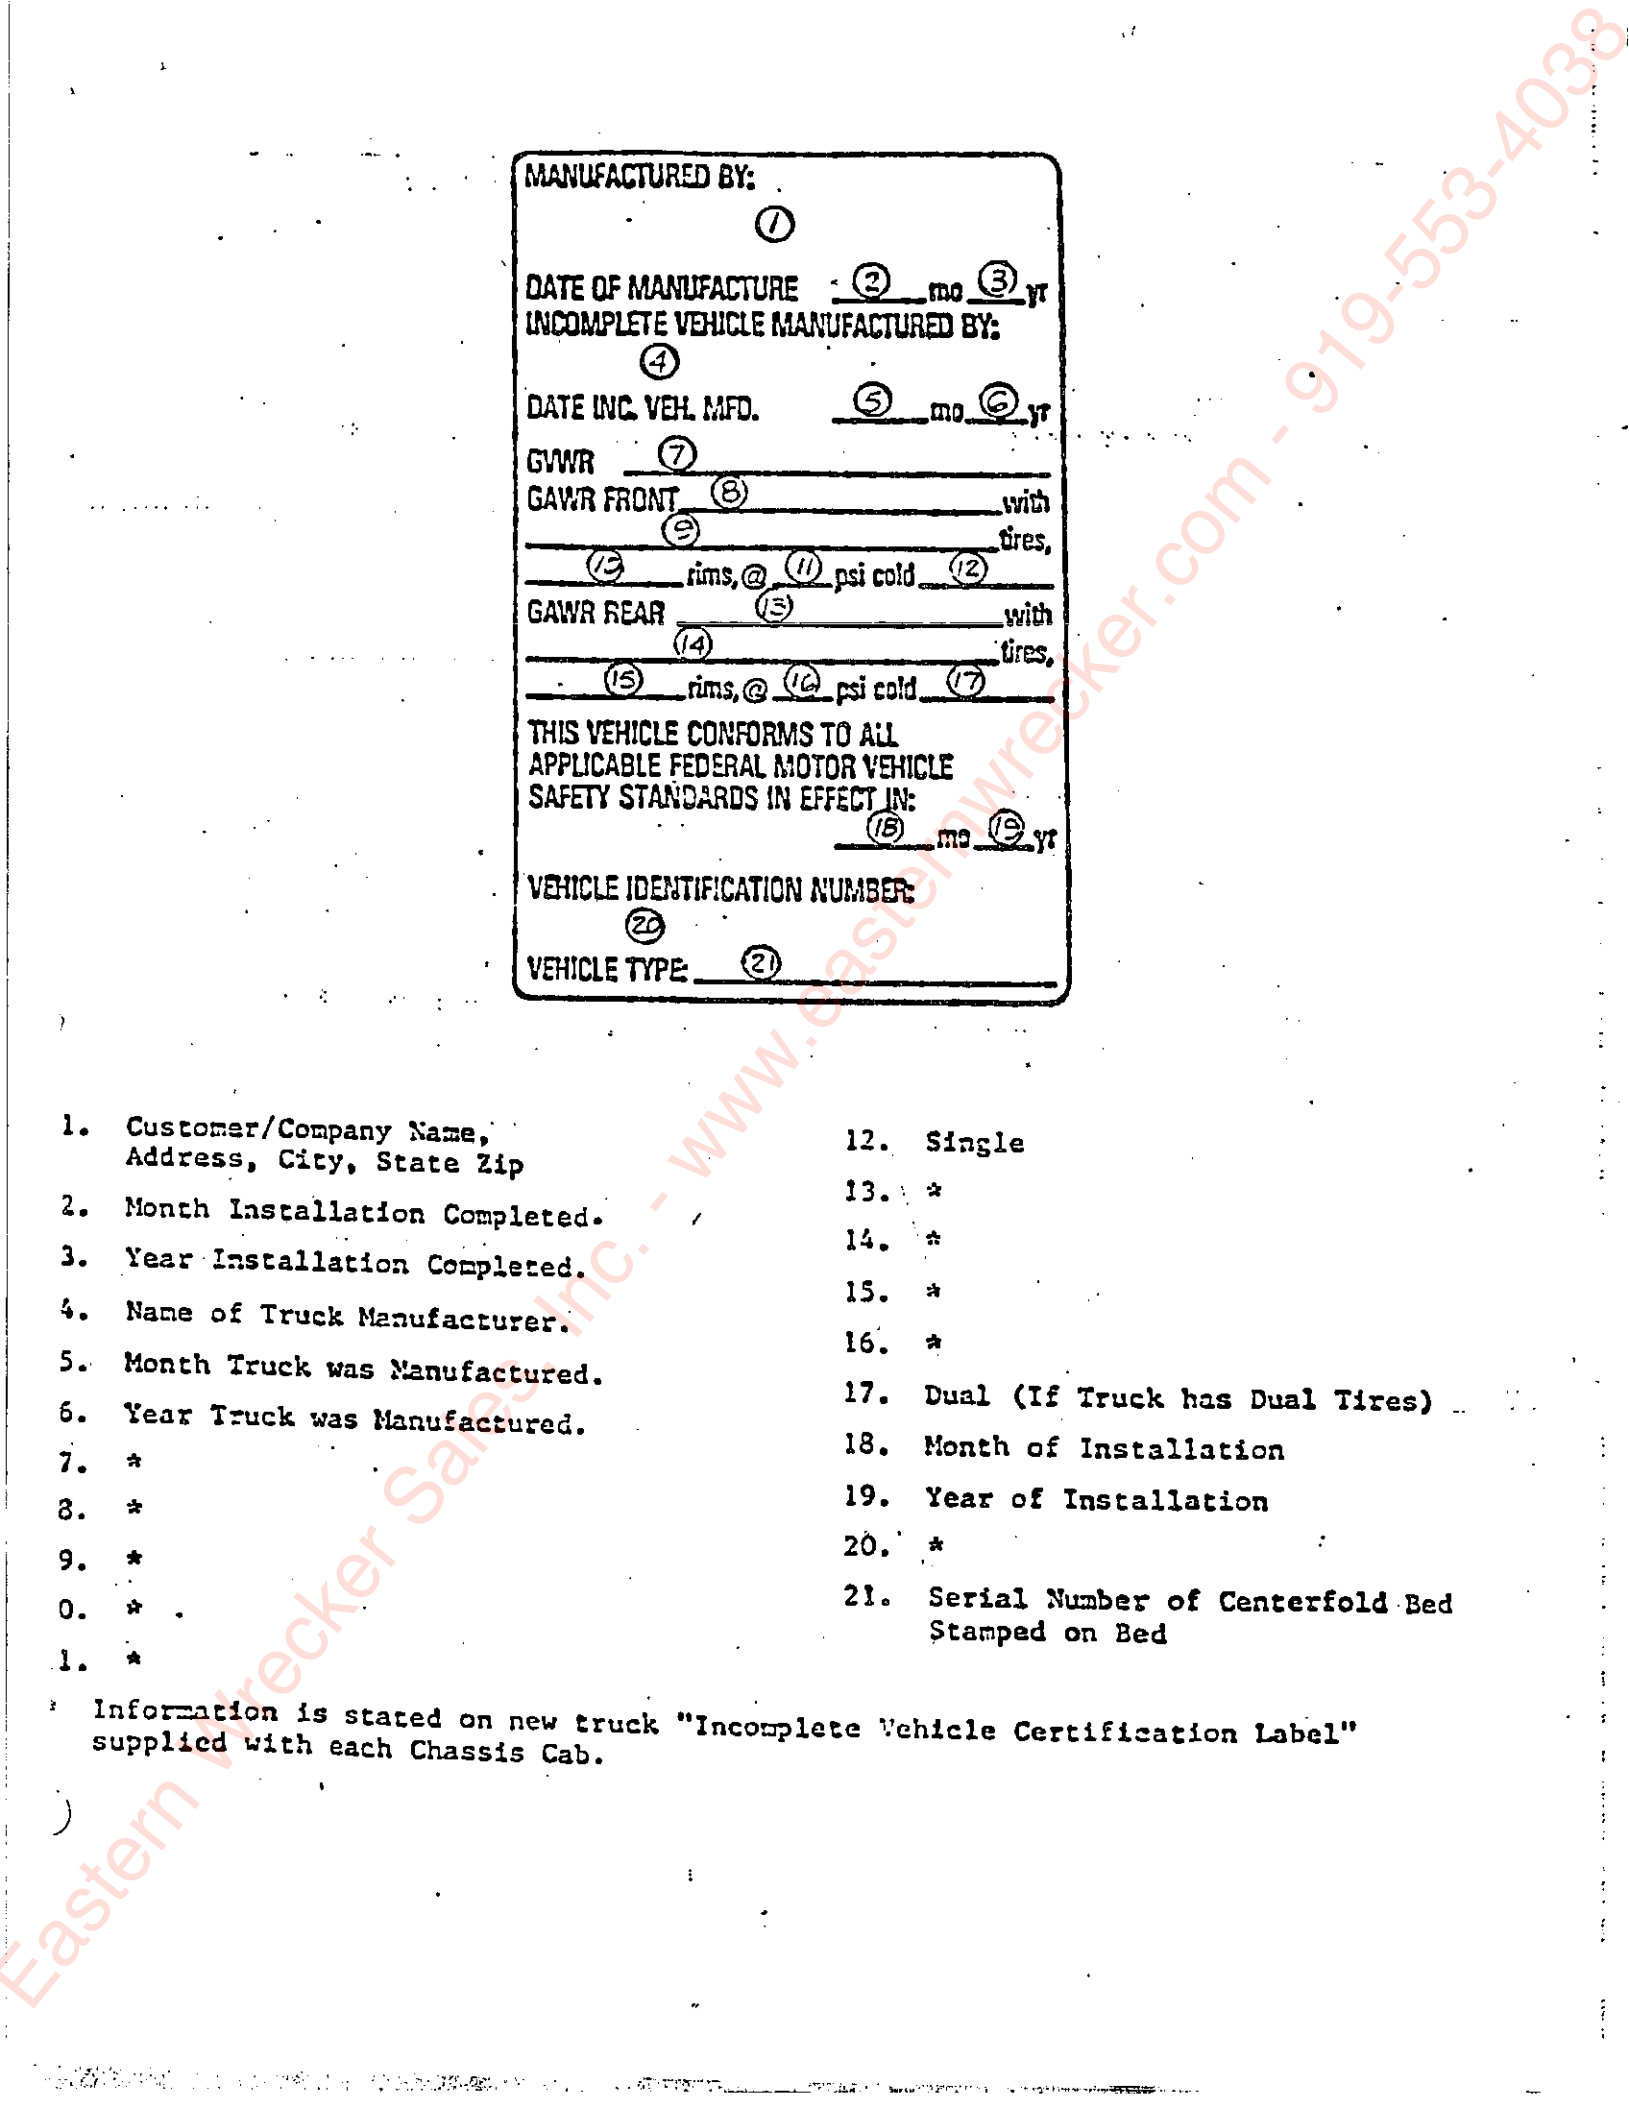 MANUFACTURED BY:
1
DATE OF MANUFACTURE 2 mo 3 yr
INCOMPLETE VEHICLE MANUFACTURED BY:
4
DATE INC. VEH. MFD. 5 mo 6 yr
GVWR 7
GAWR FRONT 8 with
9 tires,
rims, @ 11 psi cold 12
GAWR REAR 13 with
14 tires,
15 rims, @ 16 psi cold 17
THIS VEHICLE CONFORMS TO ALL
APPLICABLE FEDERAL MOTOR VEHICLE
SAFETY STANDARDS IN EFFECT IN:
18 mo 19 yr
VEHICLE IDENTIFICATION NUMBER:
20
VEHICLE TYPE: 21
1. Customer/Company Name,
Address, City, State Zip
2. Month Installation Completed.
3. Year Installation Completed.
4. Name of Truck Manufacturer.
5. Month Truck was Manufactured.
6. Year Truck was Manufactured.
7. *
8. *
9. *
0. *
1. *
12. Single
13. *
14. *
15. *
16. *
17. Dual (If Truck has Dual Tires)
18. Month of Installation
19. Year of Installation
20. *
21. Serial Number of Centerfold Bed
Stamped on Bed
Information is stated on new truck "Incomplete Vehicle Certification Label"
supplied with each Chassis Cab.
Eastern Wrecker Sales, Inc. - www.easternwrecker.com - 919-553-4038